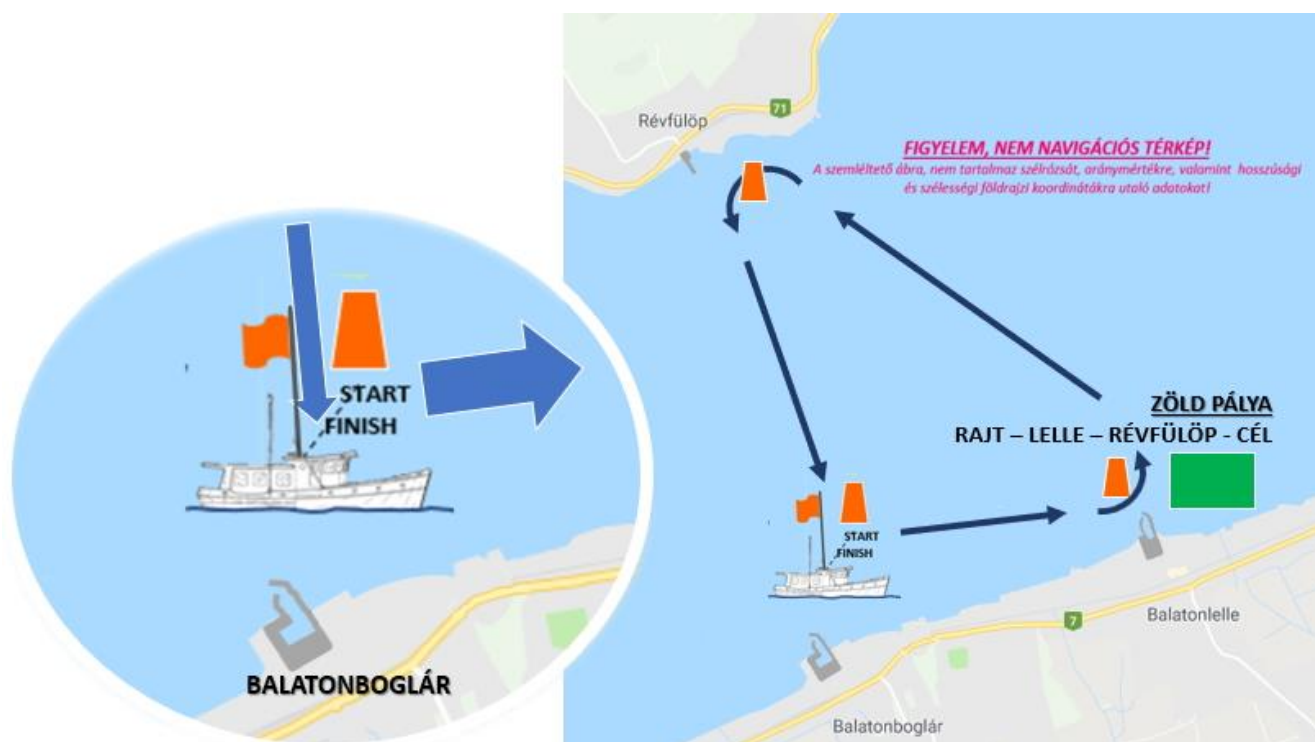 START
FINISH
BALATONBOGLÁR
71
Révfülöp
FIGYELEM, NEM NAVIGÁCIÓS TÉRKÉP!
A szemléltető ábra, nem tartalmaz szélrózsát, aránymértékre, valamint hosszúsági
és szélességi földrajzi koordinátákra utaló adatokat!
ZÖLD PÁLYA
RAJT – LELLE – RÉVFÜLÖP - CÉL
START
FINISH
7
Balatonlelle
Balatonboglár